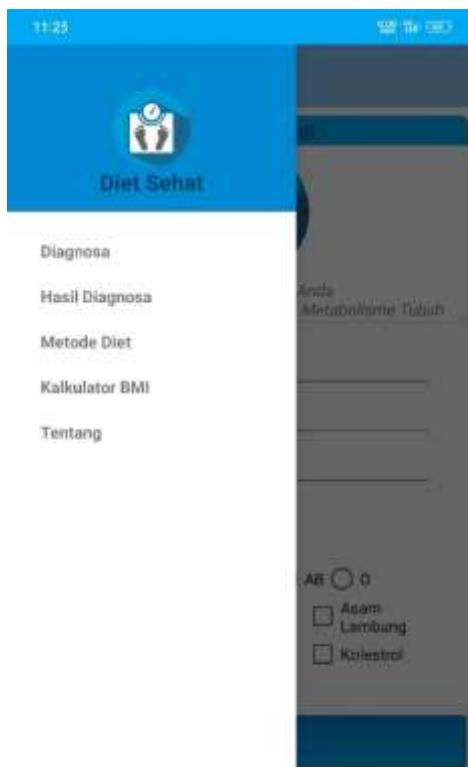 11:25
Diet Sehat
Diagnosa
Hasil Diagnosa
Metode Diet
Kalkulator BMI
Tentang
Anda
Metabolisme Tubuh
AB
O
Asam
Lambung
Kolestrol